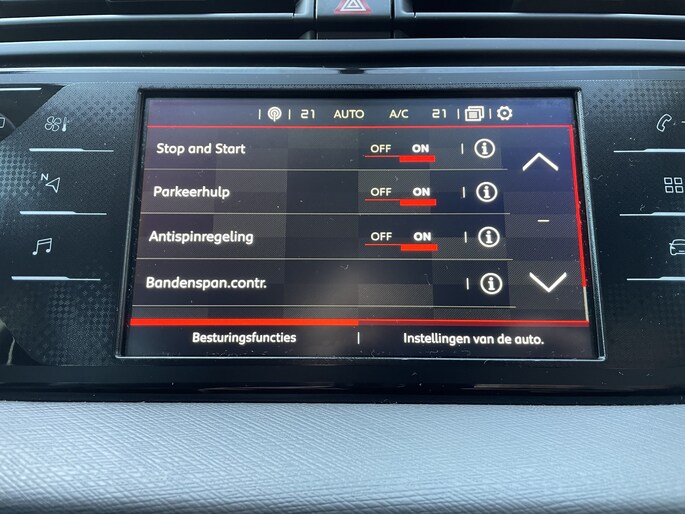 21 AUTO A/C 21
Stop and Start OFF ON
Parkeerhulp OFF ON
Antispinregeling OFF ON
Bandenspan.contr.
Besturingsfuncties Instellingen van de auto.
N